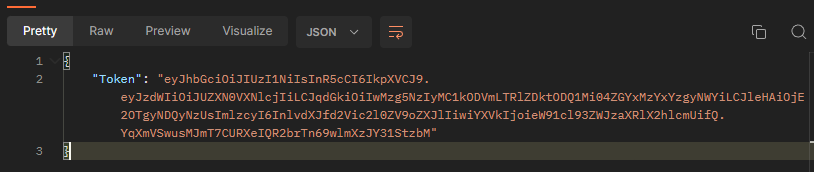 Pretty Raw Preview Visualize JSON
1 {
2 "Token": "eyJhbGciOiJIUzI1NiIsInR5cCI6IkpXVCJ9.
eyJzdWIiOiJUZXN0VXNlcjIiLCJqdGkiOiIwMzg5NzIyMC1kODVmLTRlZDktODQ1Mi04ZGYxMzYxYzgyNWYiLCJleHAiOjE
2OTgyNDQyNzUsImlzcyI6InlvdXJfd2Vic2l0ZV9oZXJlIiwiYXVkIjoieW91cl93ZWJzaXRlX2hlcmUifQ.
YqXmVSwusMJmT7CURXeIQR2brTn69wlmXzJY31StzbM"
3 }